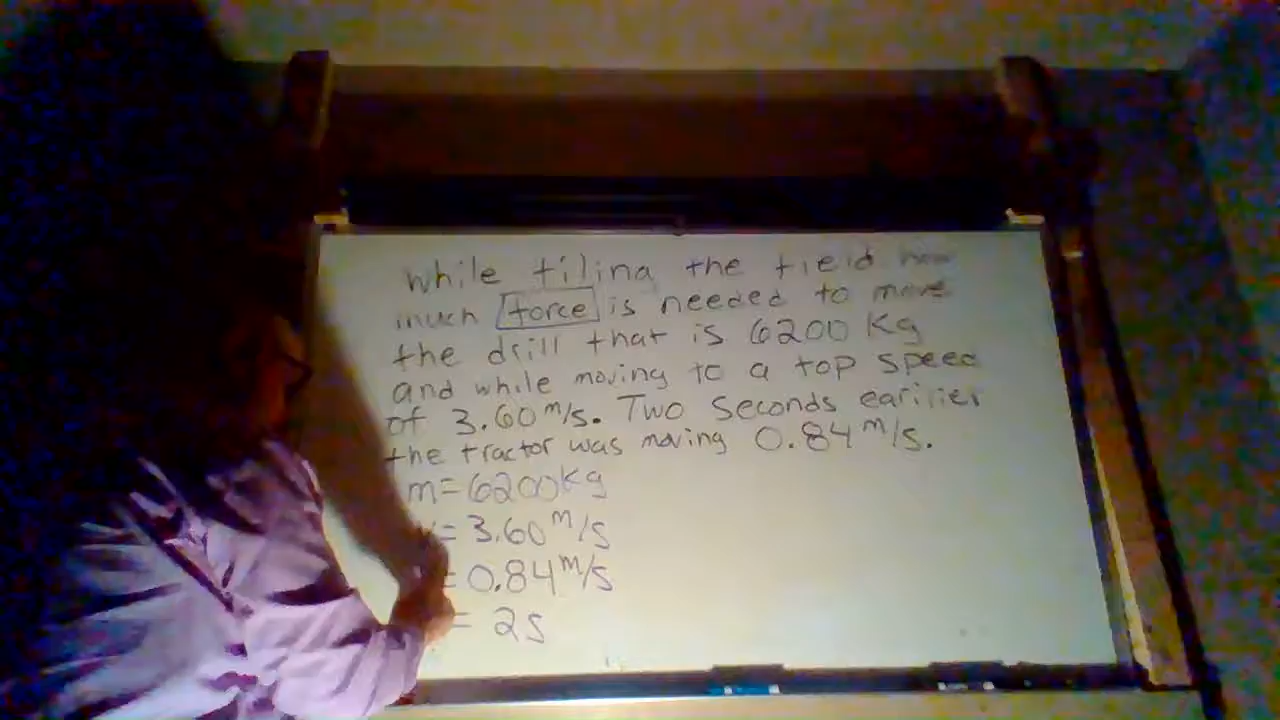 while tiling the field how
much force is needed to move
the drill that is 6200 Kg
and while moving to a top speed
of 3.60 m/s. Two seconds earilier
the tractor was moving 0.84 m/s.
m=6200kg
= 3.60 m/s
= 0.84 m/s
= 2s